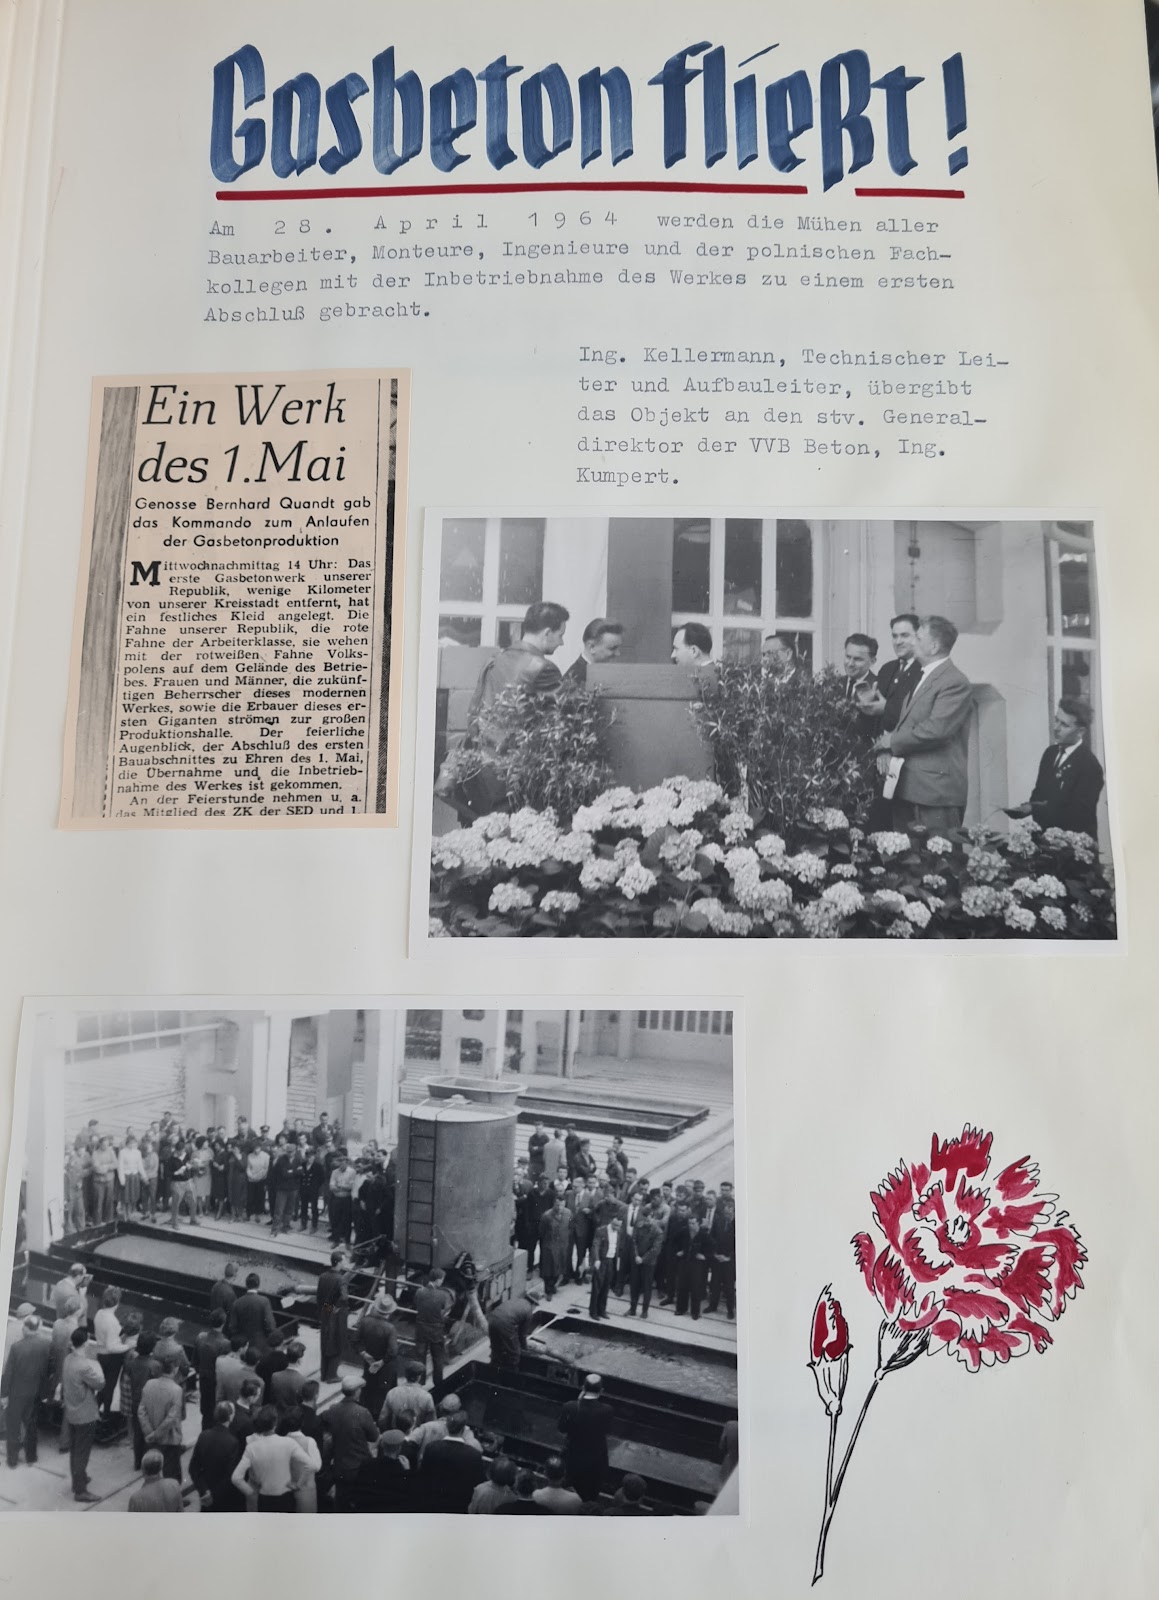 Gasbeton fließt!
Am 28. April 1964 werden die Mühen aller
Bauarbeiter, Monteure, Ingenieure und der polnischen Fach-
kollegen mit der Inbetriebnahme des Werkes zu einem ersten
Abschluß gebracht.
Ing. Kellermann, Technischer Lei-
ter und Aufbauleiter, übergibt
das Objekt an den stv. General-
direktor der VVB Beton, Ing.
Kumpert.
Ein Werk
des 1. Mai
Genosse Bernhard Quandt gab
das Kommando zum Anlaufen
der Gasbetonproduktion
Mittwochnachmittag 14 Uhr: Das
erste Gasbetonwerk unserer
Republik, wenige Kilometer
von unserer Kreisstadt entfernt, hat
ein festliches Kleid angelegt. Die
Fahne unserer Republik, die rote
Fahne der Arbeiterklasse, sie wehen
mit der rotweißen Fahne Volks-
polens auf dem Gelände des Betrie-
bes. Frauen und Männer, die zukünf-
tigen Beherrscher dieses modernen
Werkes, sowie die Erbauer dieses er-
sten Giganten strömen zur großen
Produktionshalle. Der feierliche
Augenblick, der Abschluß des ersten
Bauabschnittes zu Ehren des 1. Mai,
die Übernahme und die Inbetrieb-
nahme des Werkes ist gekommen.
An der Feierstunde nehmen u. a.
das Mitglied des ZK der SED und 1.